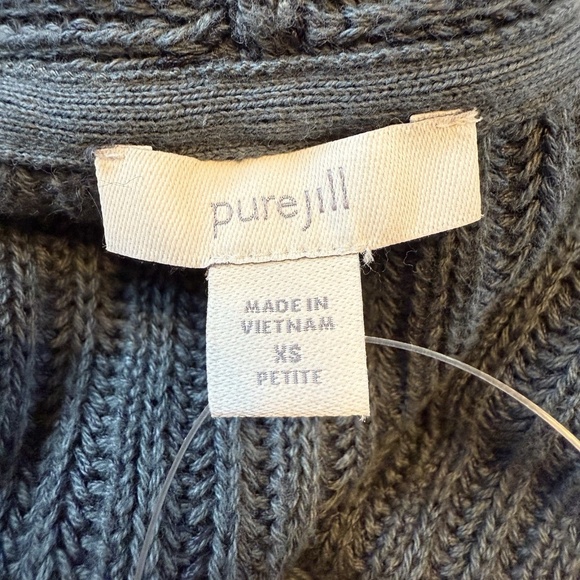 purejill
MADE IN
VIETNAM
XS
PETITE